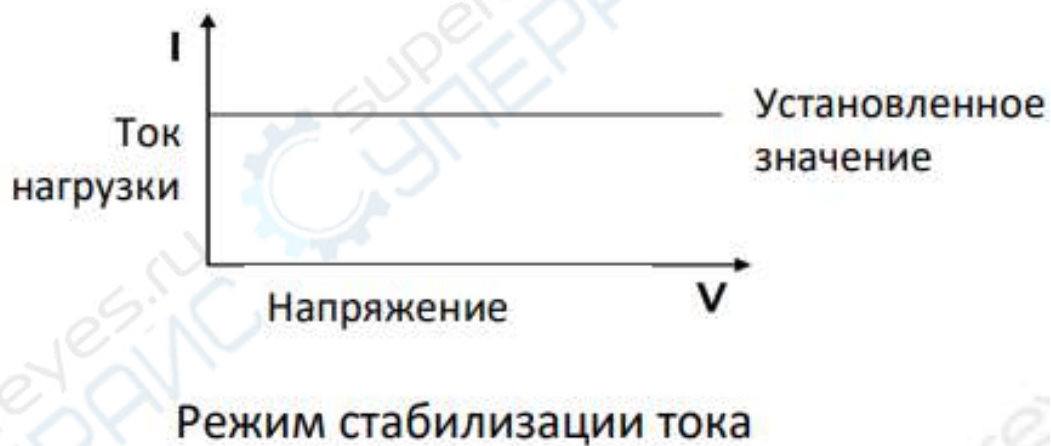 I
Ток
нагрузки
Установленное
значение
Напряжение
V
Режим стабилизации тока